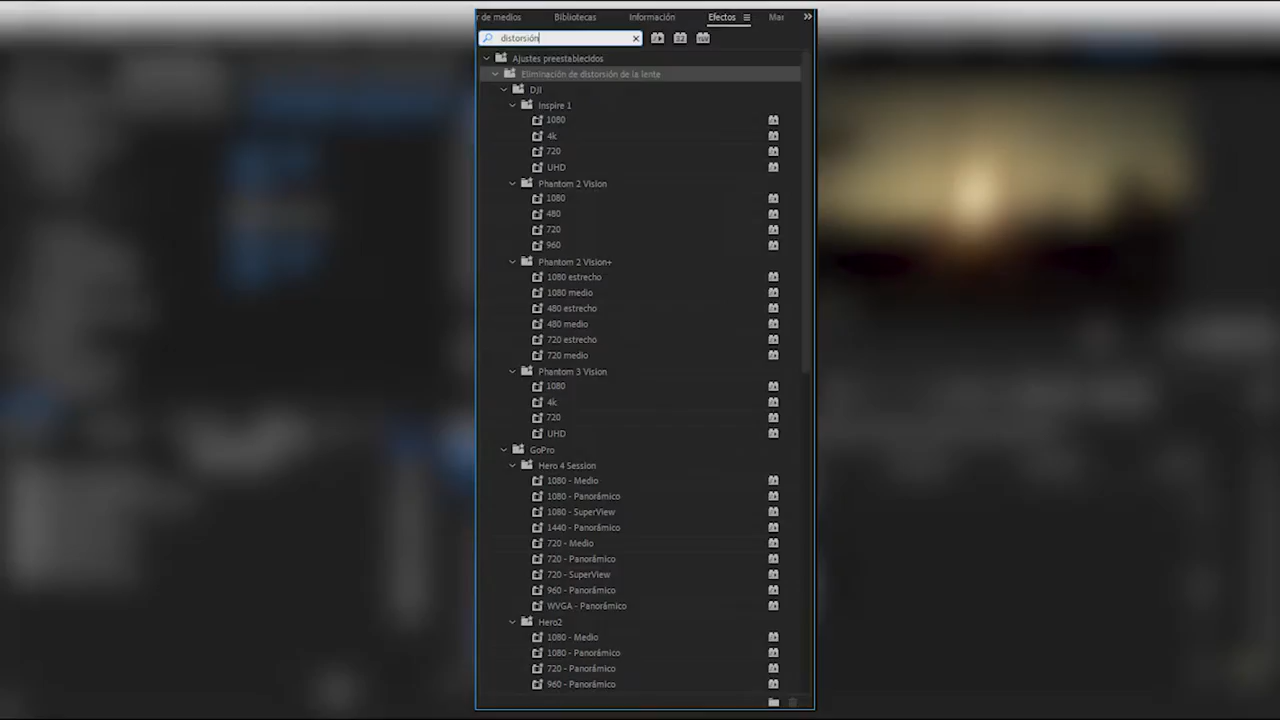 r de medios Bibliotecas Información Efectos Mar
distorsión
Ajustes preestablecidos
Eliminación de distorsión de la lente
DJI
Inspire 1
1080
4k
720
UHD
Phantom 2 Vision
1080
480
720
960
Phantom 2 Vision+
1080 estrecho
1080 medio
480 estrecho
480 medio
720 estrecho
720 medio
Phantom 3 Vision
1080
4k
720
UHD
GoPro
Hero 4 Session
1080 - Medio
1080 - Panorámico
1080 - SuperView
1440 - Panorámico
720 - Medio
720 - Panorámico
720 - SuperView
960 - Panorámico
WVGA - Panorámico
Hero2
1080 - Medio
1080 - Panorámico
720 - Panorámico
960 - Panorámico